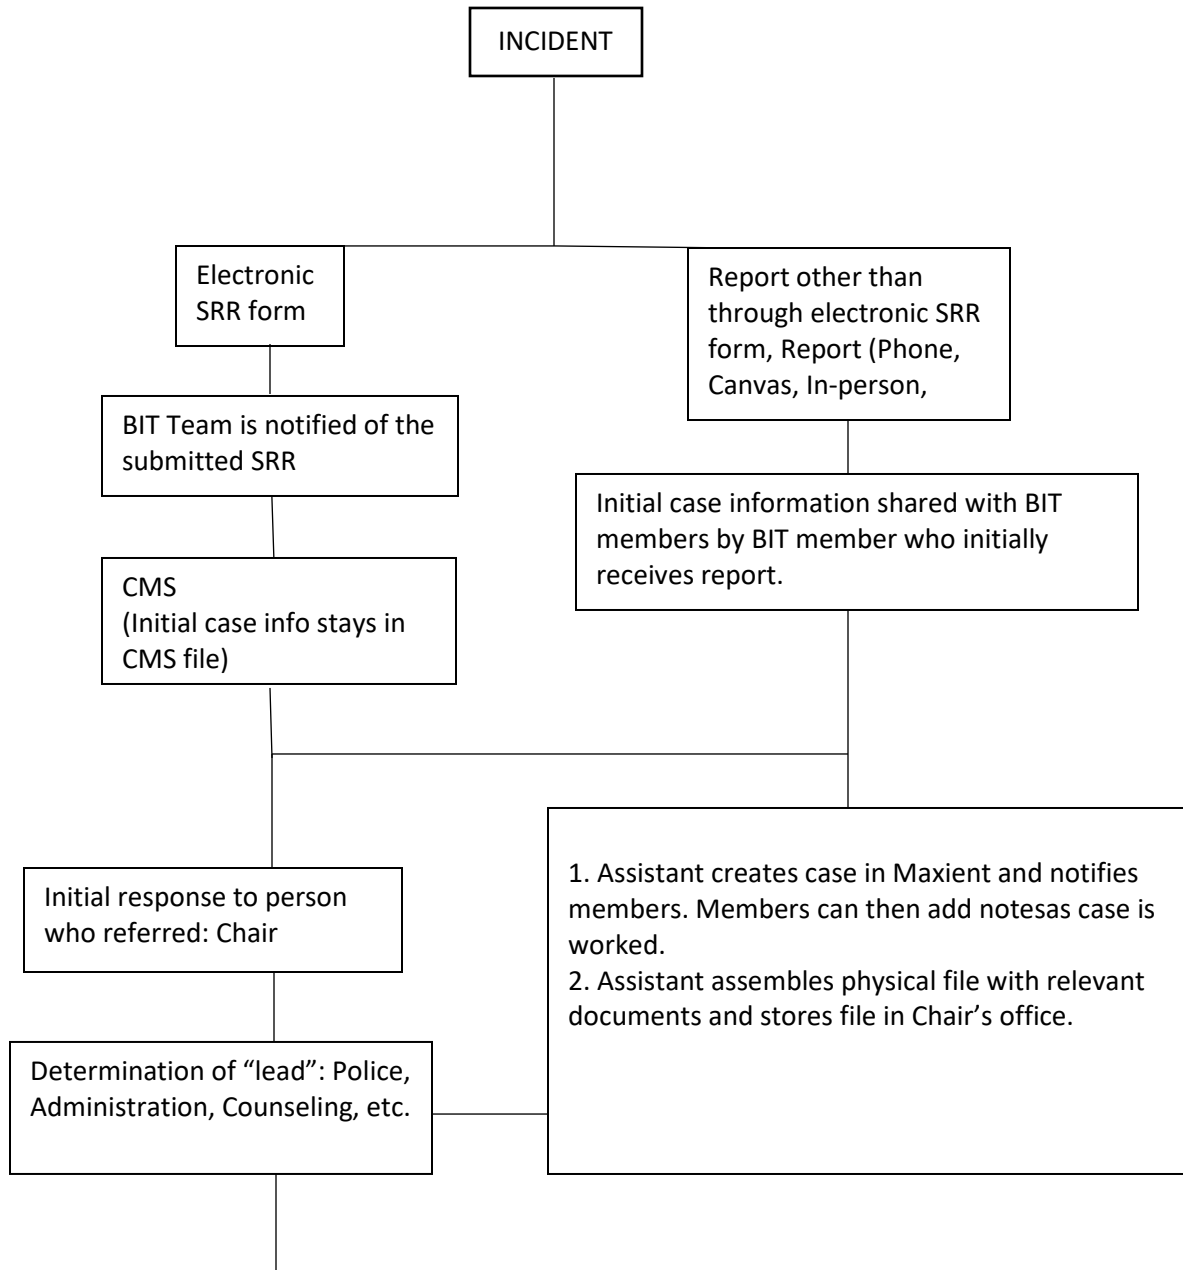 INCIDENT
Electronic
SRR form
Report other than
through electronic SRR
form, Report (Phone,
Canvas, In-person,
BIT Team is notified of the
submitted SRR
Initial case information shared with BIT
members by BIT member who initially
receives report.
CMS
(Initial case info stays in
CMS file)
Initial response to person
who referred: Chair
1. Assistant creates case in Maxient and notifies
members. Members can then add notesas case is
worked.
2. Assistant assembles physical file with relevant
documents and stores file in Chair’s office.
Determination of “lead”: Police,
Administration, Counseling, etc.